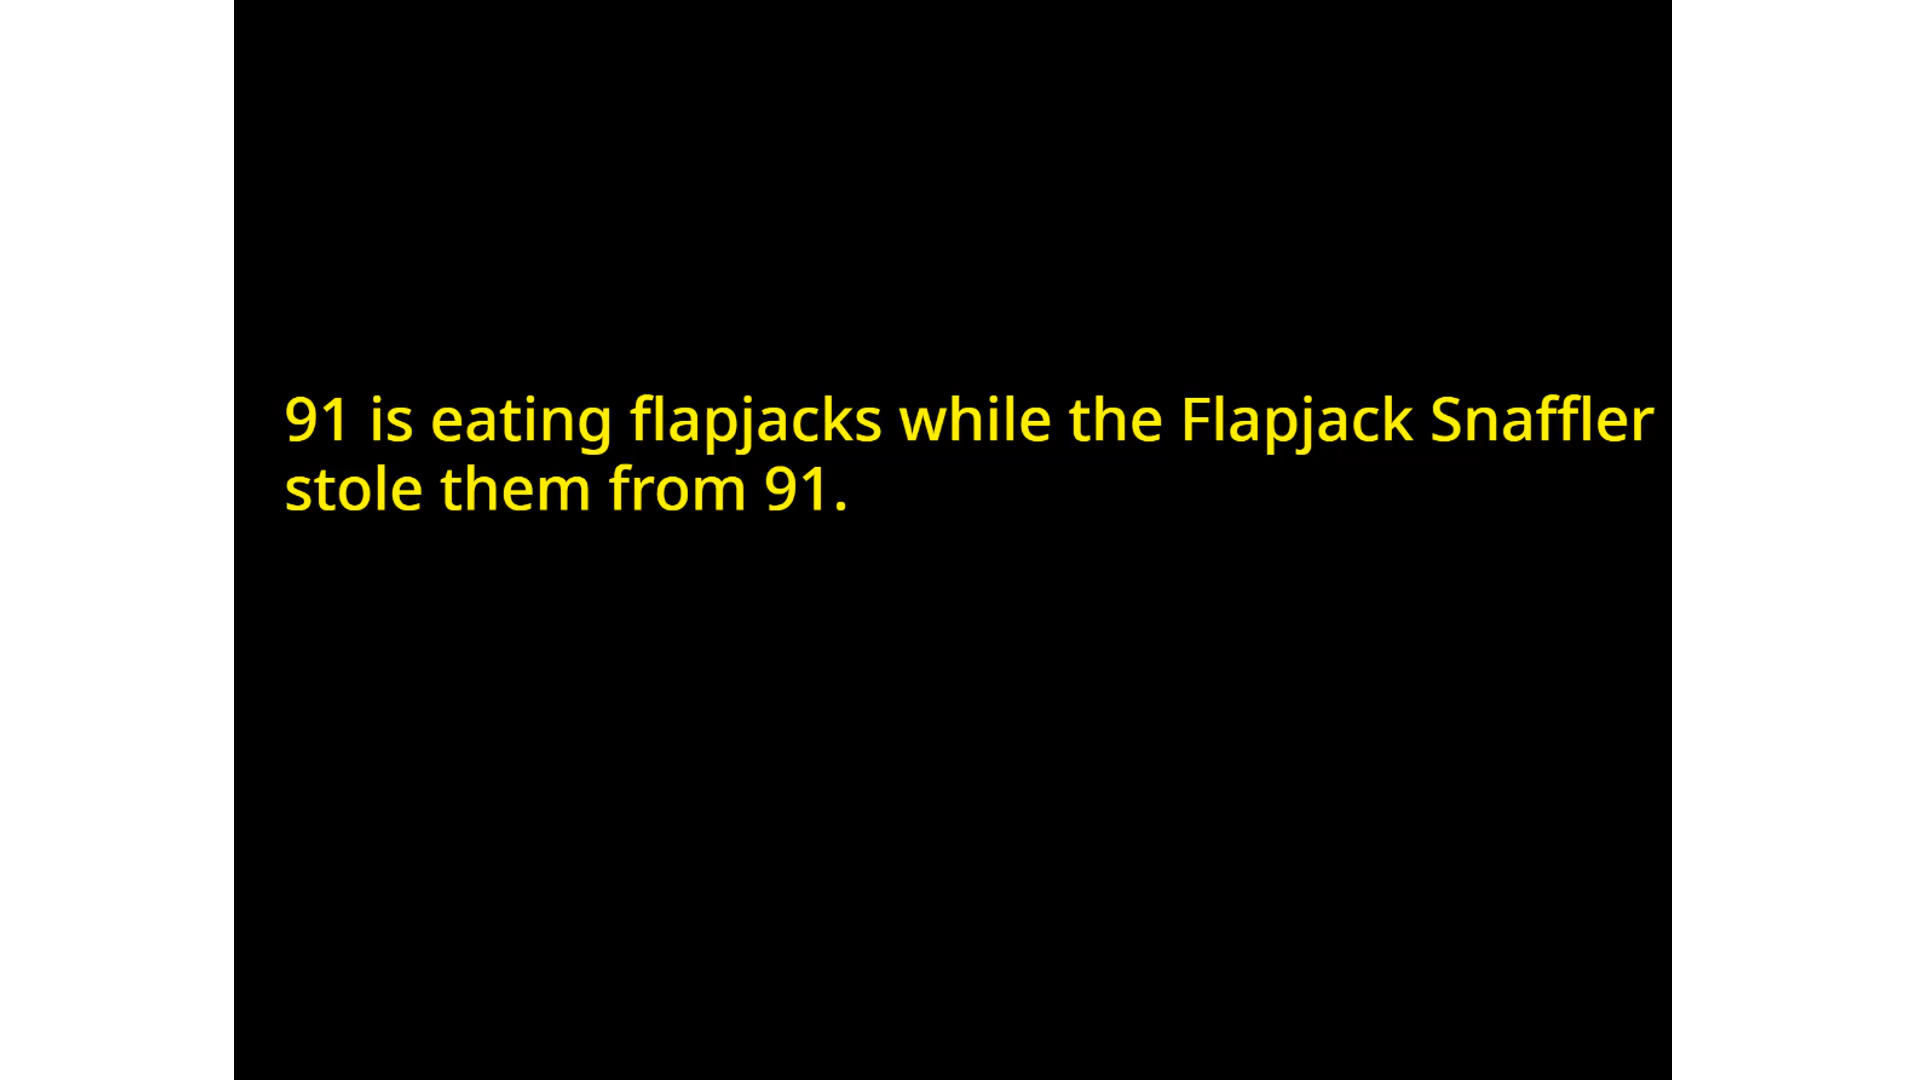 91 is eating flapjacks while the Flapjack Snaffler
stole them from 91.